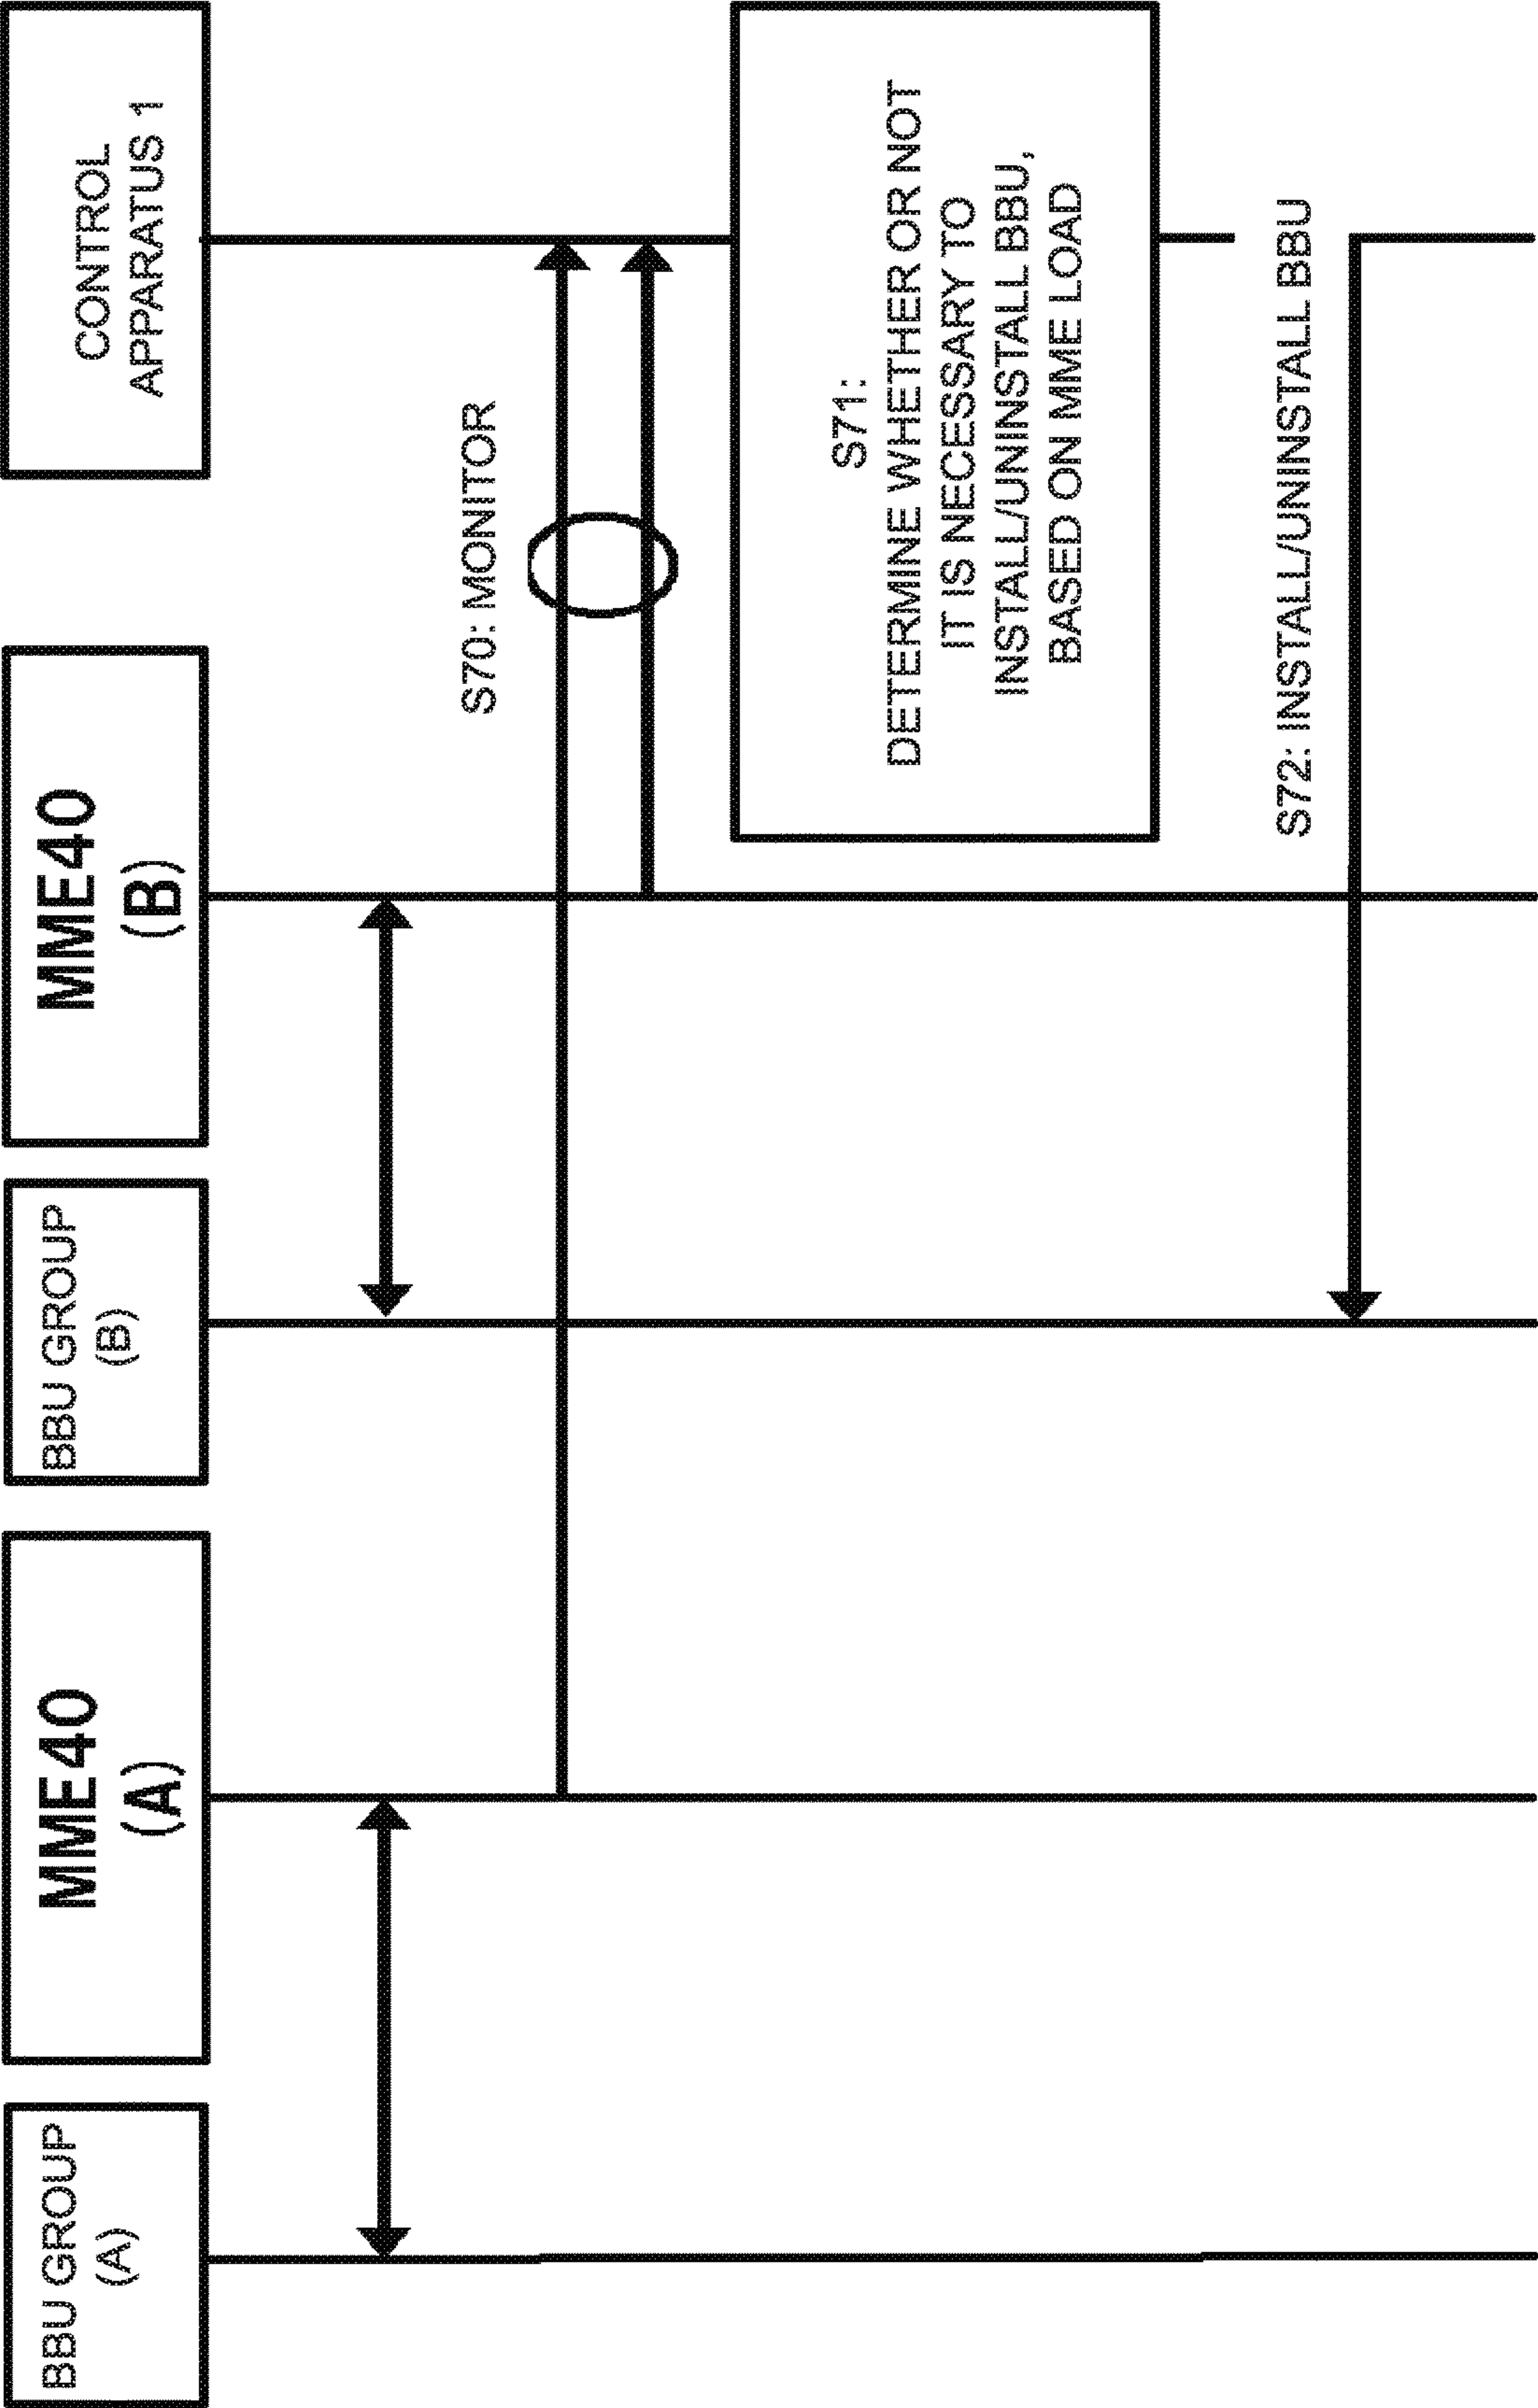 BBU GROUP
(A)
MME40
(A)
BBU GROUP
(B)
MME40
(B)
CONTROL
APPARATUS 1
S70: MONITOR
S71:
DETERMINE WHETHER OR NOT
IT IS NECESSARY TO
INSTALL/UNINSTALL BBU,
BASED ON MME LOAD
S72: INSTALL/UNINSTALL BBU